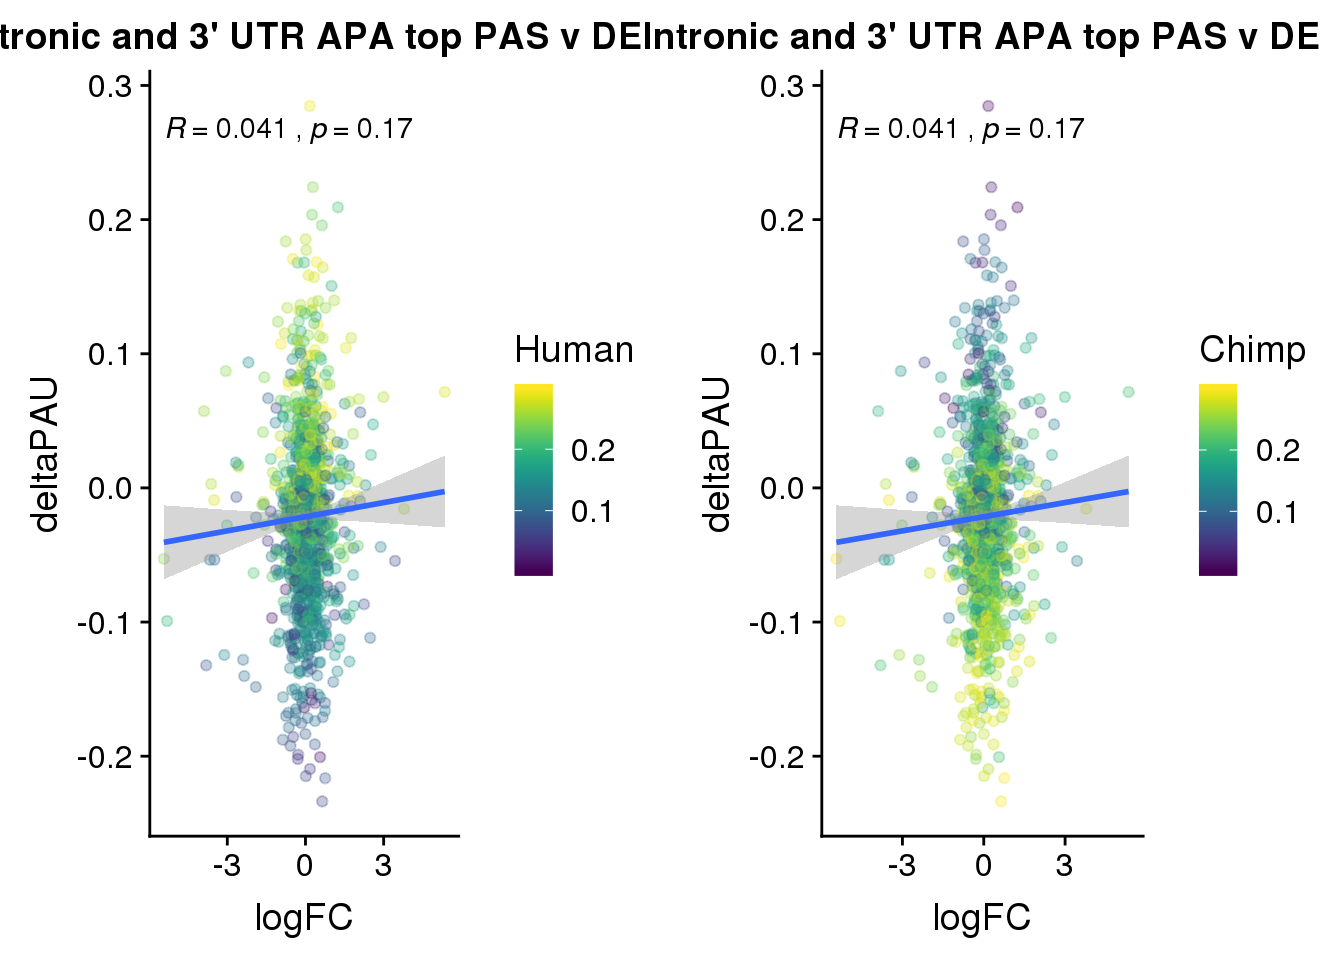 tronic and 3' UTR APA top PAS v DE
Intronic and 3' UTR APA top PAS v DE
0.3
0.2
0.1
0.0
-0.1
-0.2
deltaPAU
R = 0.041 , p = 0.17
-3 0 3
logFC
Human
0.2
0.1
0.3
0.2
0.1
0.0
-0.1
-0.2
deltaPAU
R = 0.041 , p = 0.17
-3 0 3
logFC
Chimp
0.2
0.1